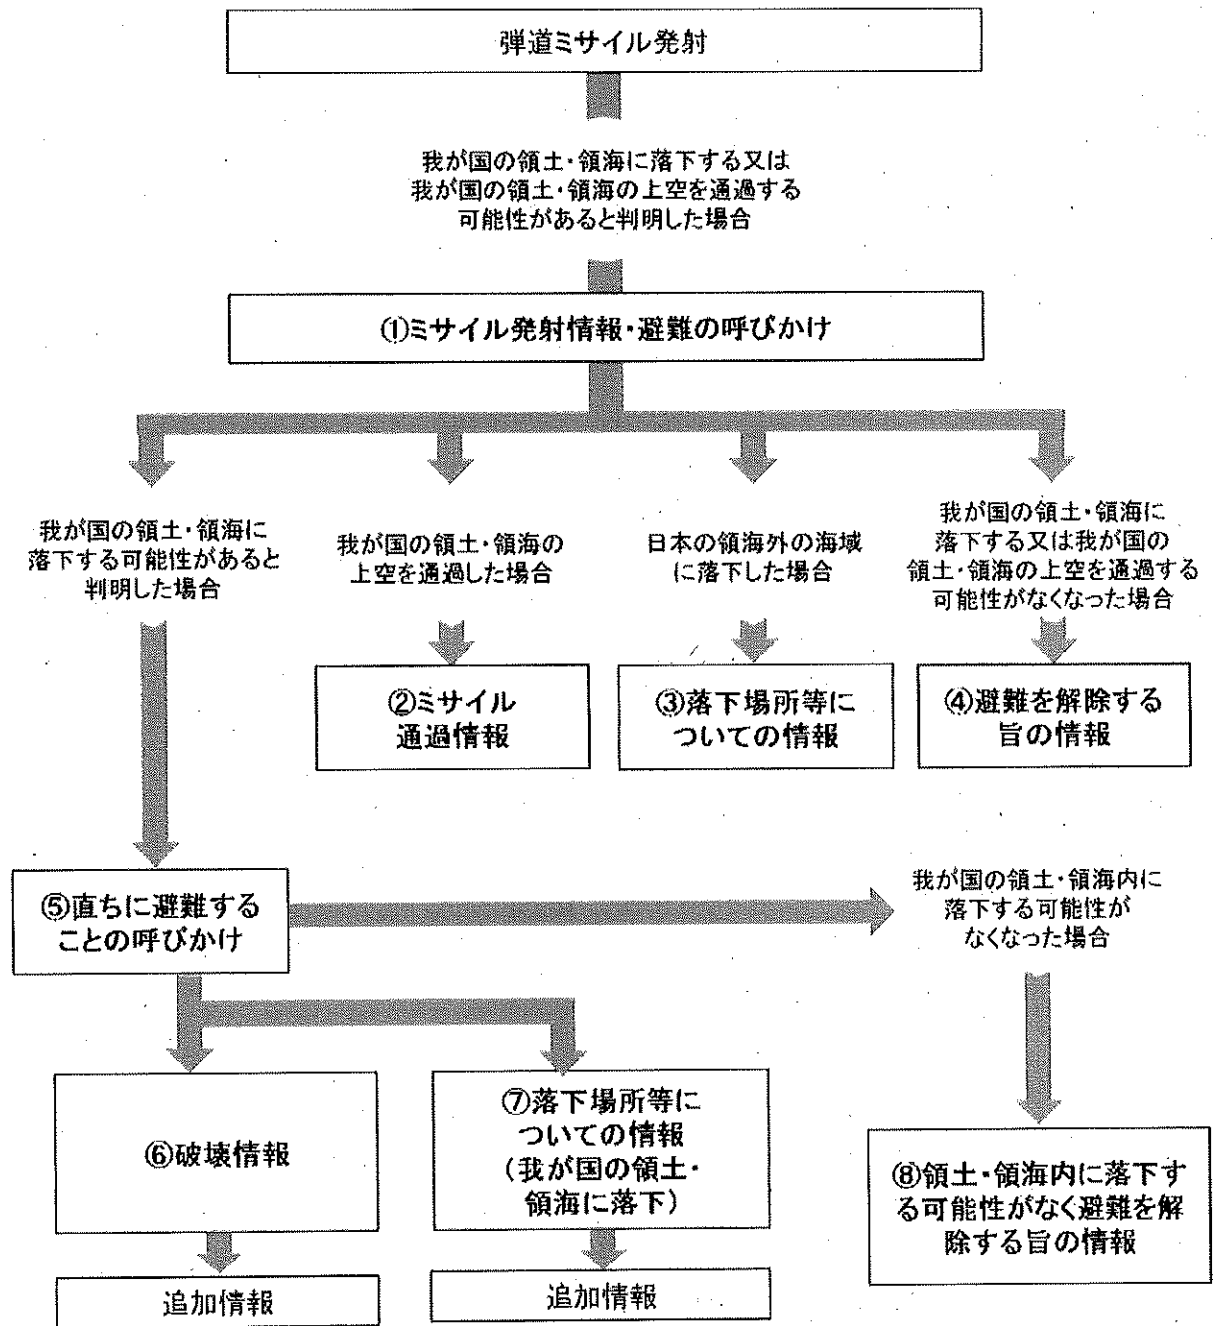 弾道ミサイル発射
我が国の領土・領海に落下する又は
我が国の領土・領海の上空を通過する
可能性があると判明した場合
①ミサイル発射情報・避難の呼びかけ
我が国の領土・領海に
落下する可能性があると
判明した場合
我が国の領土・領海の
上空を通過した場合
日本の領海外の海域
に落下した場合
我が国の領土・領海に
落下する又は我が国の
領土・領海の上空を通過する
可能性がなくなった場合
②ミサイル
通過情報
③落下場所等に
ついての情報
④避難を解除する
旨の情報
⑤直ちに避難する
ことの呼びかけ
我が国の領土・領海内に
落下する可能性が
なくなった場合
⑥破壊情報
⑦落下場所等に
ついての情報
(我が国の領土・
領海に落下)
⑧領土・領海内に落下す
る可能性がなく避難を解
除する旨の情報
追加情報
追加情報